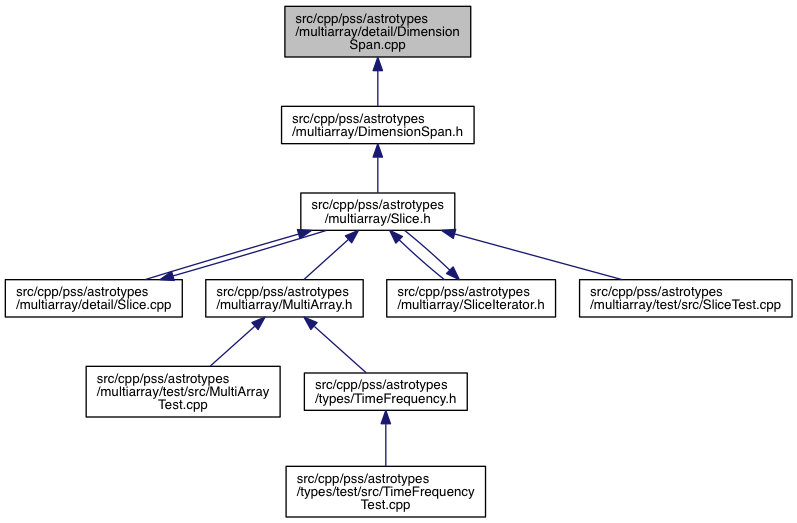 src/cpp/pss/astrotypes
/multiarray/detail/Dimension
Span.cpp
src/cpp/pss/astrotypes
/multiarray/DimensionSpan.h
src/cpp/pss/astrotypes
/multiarray/Slice.h
src/cpp/pss/astrotypes
/multiarray/detail/Slice.cpp
src/cpp/pss/astrotypes
/multiarray/MultiArray.h
src/cpp/pss/astrotypes
/multiarray/SliceIterator.h
src/cpp/pss/astrotypes
/multiarray/test/src/SliceTest.cpp
src/cpp/pss/astrotypes
/multiarray/test/src/MultiArray
Test.cpp
src/cpp/pss/astrotypes
/types/TimeFrequency.h
src/cpp/pss/astrotypes
/types/test/src/TimeFrequency
Test.cpp